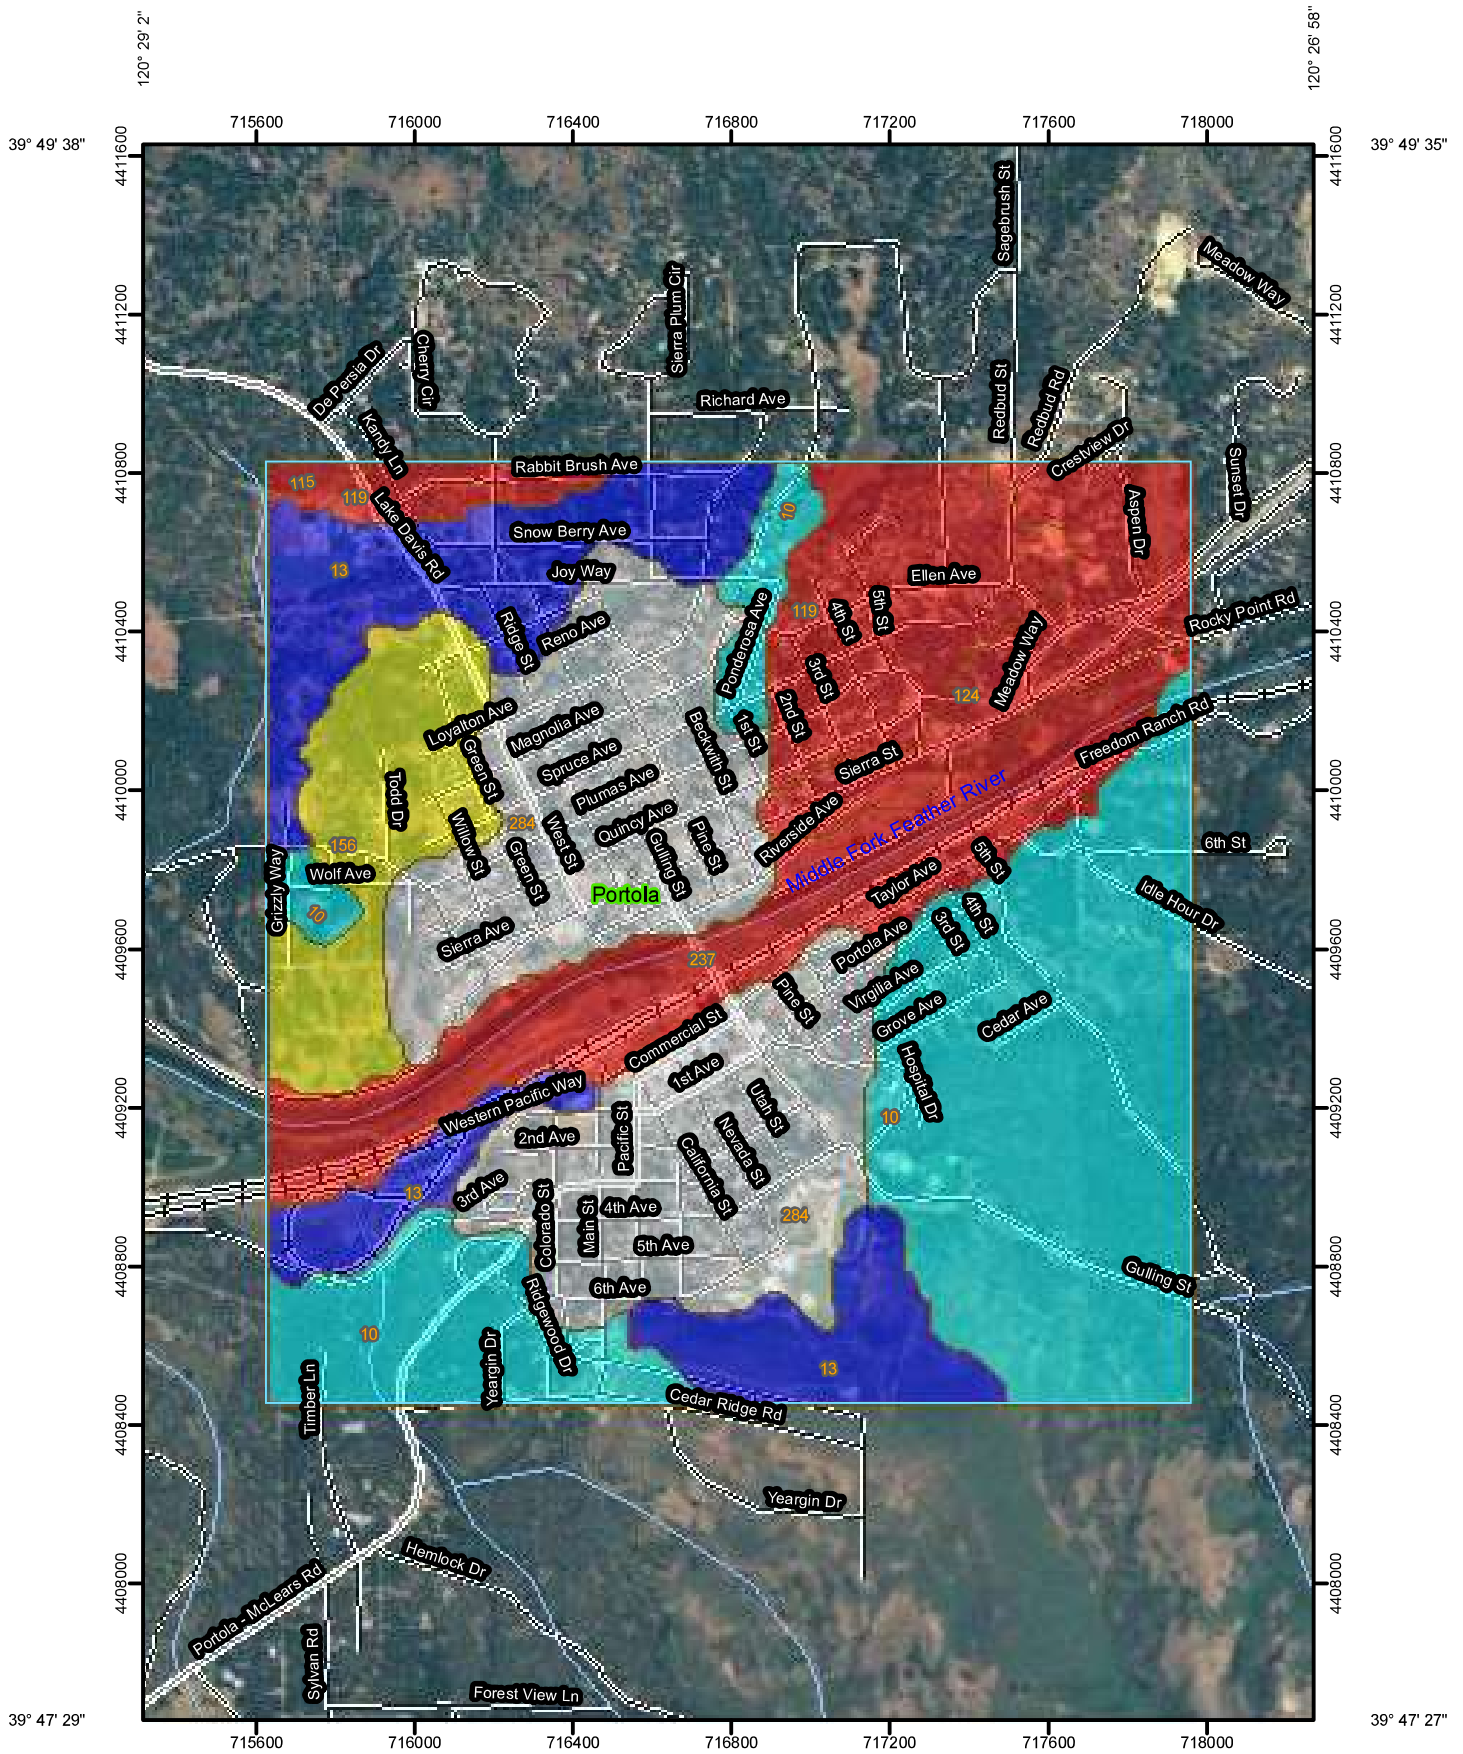 120° 29' 2"
120° 26' 58"
715600
716000
716400
716800
717200
717600
718000
39° 49' 38"
39° 49' 35"
4411600
4411600
Sagebrush St
Meadow Way
Sierra Plum Cir
4411200
4411200
De Persia Dr
Cherry Cir
Richard Ave
Redbud St
Redbud Rd
Kandy Ln
Crestview Dr
4410800
4410800
Rabbit Brush Ave
Sunset Dr
115
119
Lake Davis Rd
10
Aspen Dr
Snow Berry Ave
13
Joy Way
Ellen Ave
119
4th St
5th St
Rocky Point Rd
4410400
4410400
Ridge St
Reno Ave
Ponderosa Ave
Meadow Way
3rd St
124
2nd St
Loyalton Ave
Magnolia Ave
Beckwith St
1st St
Freedom Ranch Rd
Green St
Spruce Ave
Sierra St
4410000
4410000
Todd Dr
Plumas Ave
Middle Fork Feather River
Willow St
284
West St
Quincy Ave
Pine St
Riverside Ave
156
Gulling St
5th St
6th St
Grizzly Way
Wolf Ave
Green St
Taylor Ave
Portola
Idle Hour Dr
10
4th St
3rd St
Sierra Ave
Portola Ave
4409600
4409600
237
Pine St
Virgilia Ave
Grove Ave
Cedar Ave
Commercial St
1st Ave
Hospital Dr
Western Pacific Way
Utah St
4409200
4409200
10
2nd Ave
Pacific St
Nevada St
California St
13
3rd Ave
Colorado St
Main St
4th Ave
284
5th Ave
4408800
4408800
6th Ave
Gulling St
Ridgewood Dr
10
Yeargin Dr
13
Timber Ln
Cedar Ridge Rd
4408400
4408400
Yeargin Dr
Hemlock Dr
4408000
4408000
Portola - McLears Rd
Sylvan Rd
Forest View Ln
39° 47' 29"
39° 47' 27"
715600
716000
716400
716800
717200
717600
718000